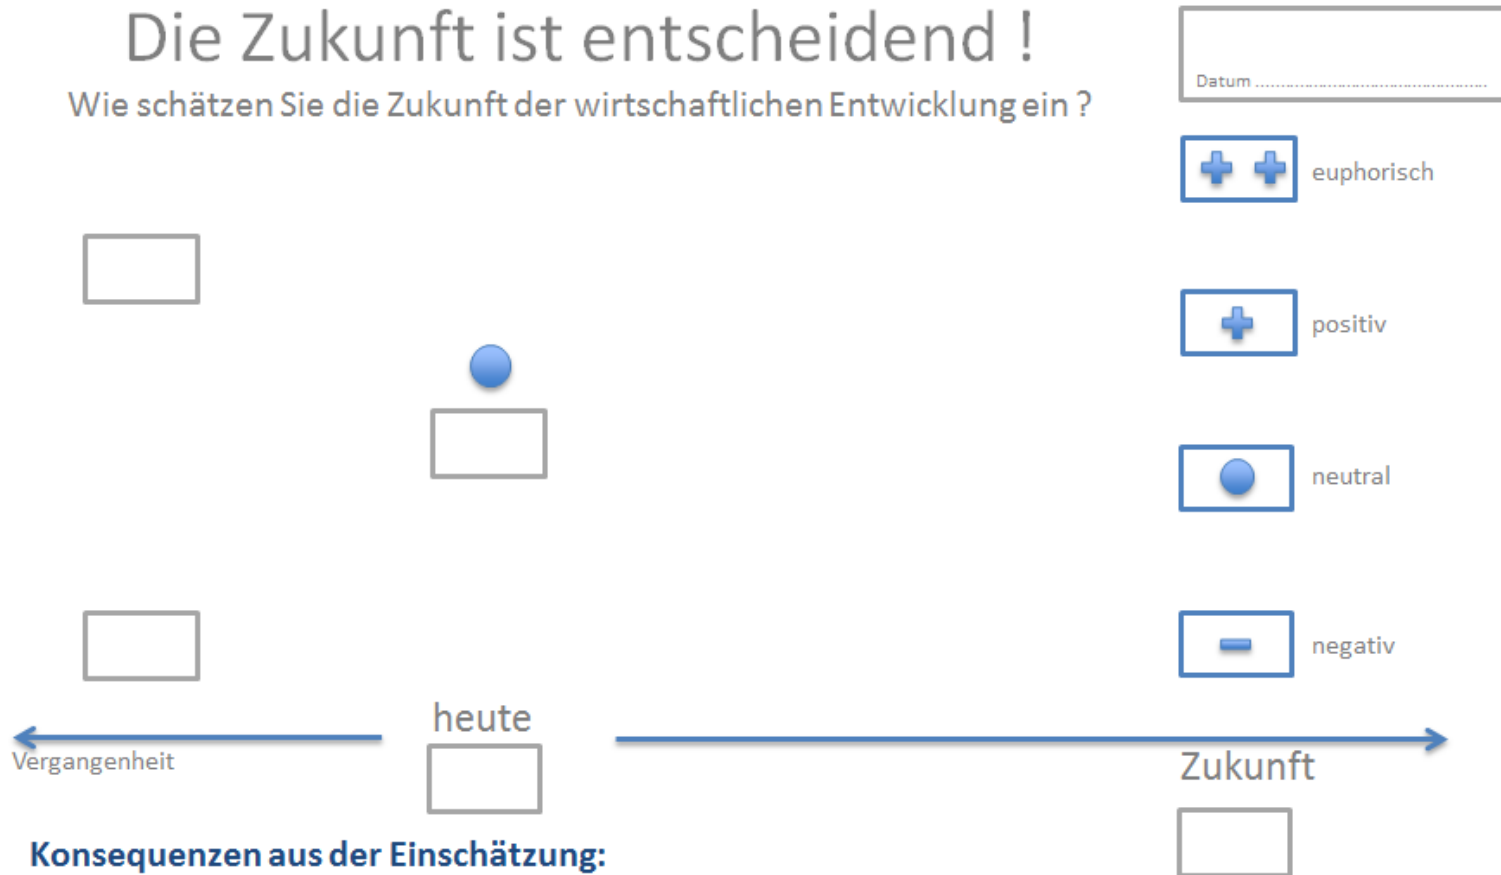 Die Zukunft ist entscheidend !
Wie schätzen Sie die Zukunft der wirtschaftlichen Entwicklung ein ?
Datum ................................................
euphorisch
positiv
neutral
negativ
heute
Vergangenheit
Zukunft
Konsequenzen aus der Einschätzung: